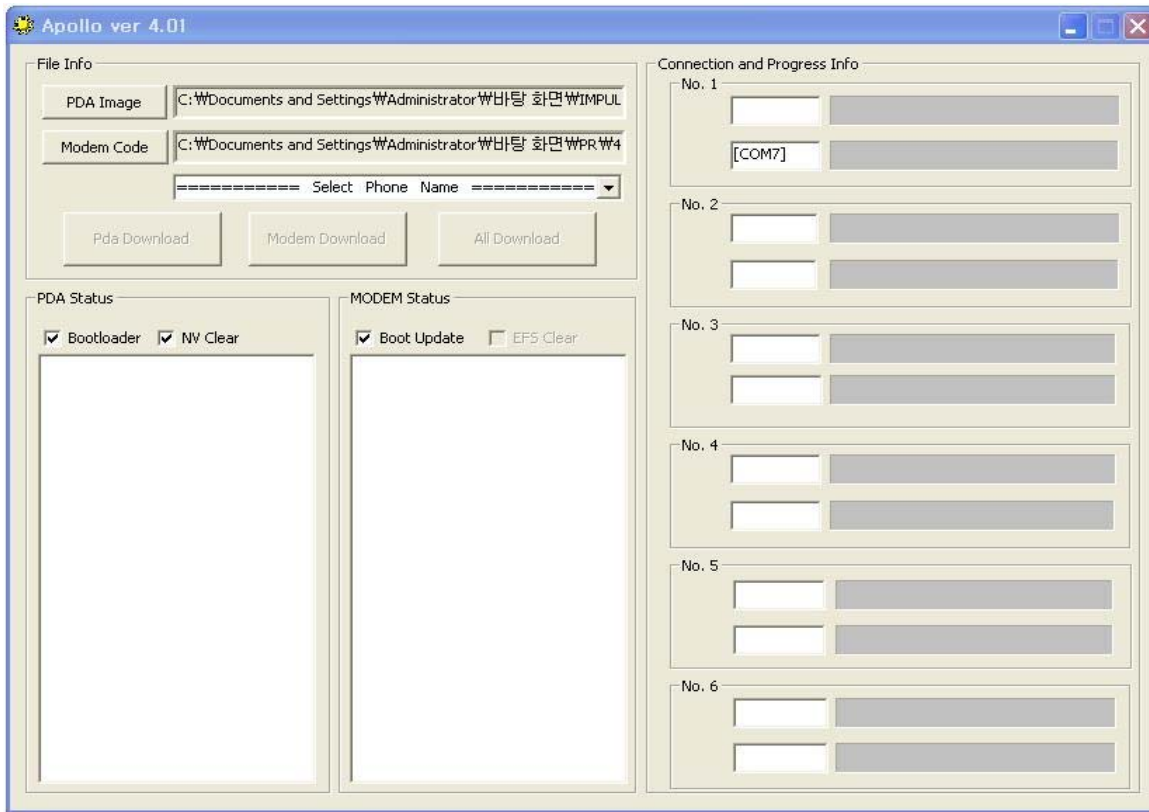 Apollo ver 4.01
File Info
PDA Image
C:₩Documents and Settings₩Administrator₩바탕 화면₩IMPUL
Modem Code
C:₩Documents and Settings₩Administrator₩바탕 화면₩PR₩4
=========== Select Phone Name ===========
Pda Download
Modem Download
All Download
PDA Status
Bootloader
NV Clear
MODEM Status
Boot Update
EFS Clear
Connection and Progress Info
No. 1
[COM7]
No. 2
No. 3
No. 4
No. 5
No. 6